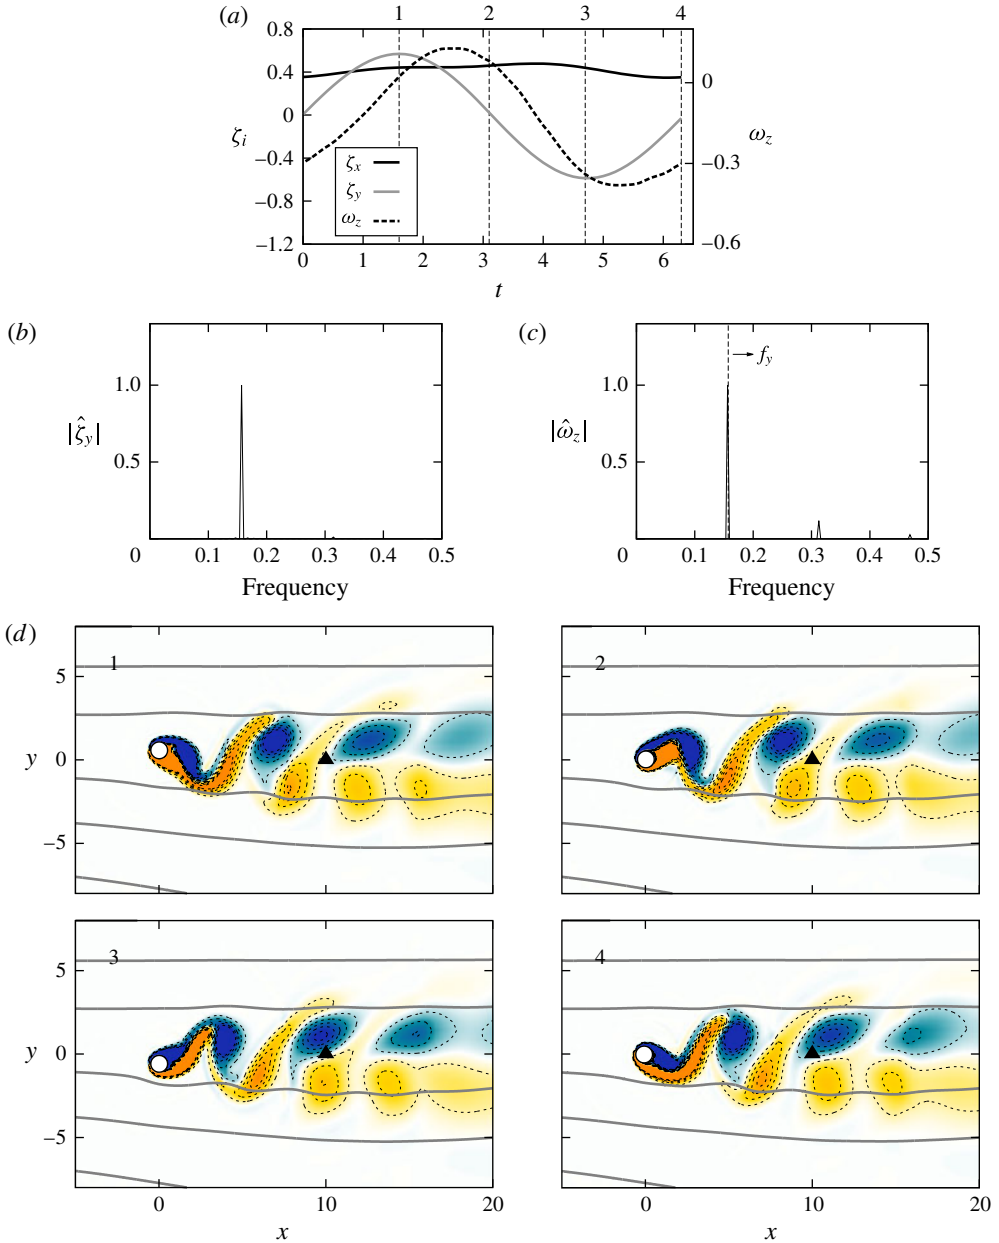 (a)
1 2 3 4
0.8
0.4
0
−0.4
−0.8
−1.2
ζi
ζx
ζy
ωz
0
−0.3
−0.6
ωz
0 1 2 3 4 5 6
t
(b)
1.0
0.5
|ζ̂y|
0 0.1 0.2 0.3 0.4 0.5
Frequency
(c)
fy
1.0
0.5
|ω̂z|
0 0.1 0.2 0.3 0.4 0.5
Frequency
(d)
1
5
0
−5
y
2
3
5
0
−5
y
0 10 20
x
4
0 10 20
x